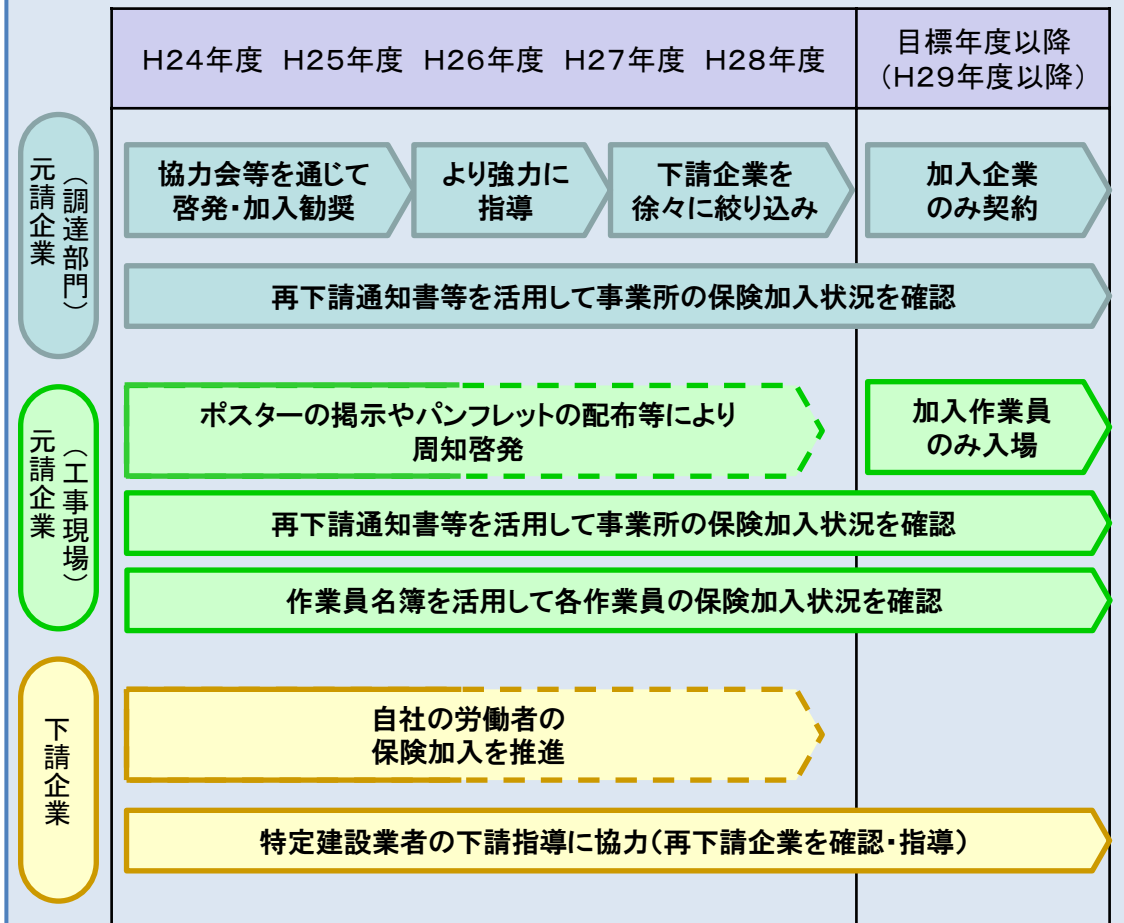 H24年度 H25年度 H26年度 H27年度 H28年度
目標年度以降
(H29年度以降)
元請企業
(調達部門)
協力会等を通じて
啓発・加入勧奨
より強力に
指導
下請企業を
徐々に絞り込み
加入企業
のみ契約
再下請通知書等を活用して事業所の保険加入状況を確認
元請企業
(工事現場)
ポスターの掲示やパンフレットの配布等により
周知啓発
加入作業員
のみ入場
再下請通知書等を活用して事業所の保険加入状況を確認
作業員名簿を活用して各作業員の保険加入状況を確認
下請企業
自社の労働者の
保険加入を推進
特定建設業者の下請指導に協力(再下請企業を確認・指導)